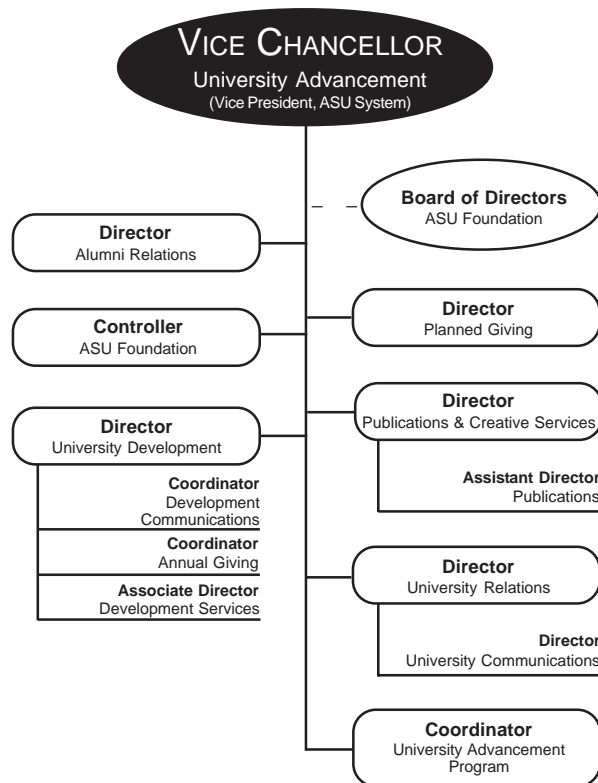 VICE CHANCELLOR
University Advancement
(Vice President, ASU System)
Board of Directors
ASU Foundation
Director
Alumni Relations
Director
Planned Giving
Controller
ASU Foundation
Director
Publications & Creative Services
Assistant Director
Publications
Director
University Development
Coordinator
Development
Communications
Coordinator
Annual Giving
Associate Director
Development Services
Director
University Relations
Director
University Communications
Coordinator
University Advancement
Program